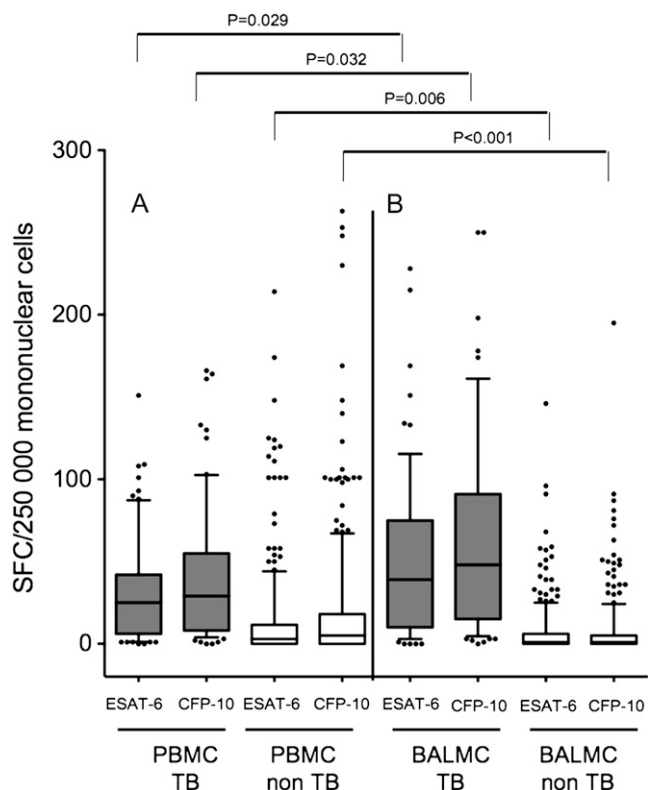 P=0.029
P=0.032
P=0.006
P<0.001
300
A
B
200
100
0
SFC/250 000 mononuclear cells
ESAT-6 CFP-10 ESAT-6 CFP-10 ESAT-6 CFP-10 ESAT-6 CFP-10
PBMC PBMC BALMC BALMC
TB non TB TB non TB